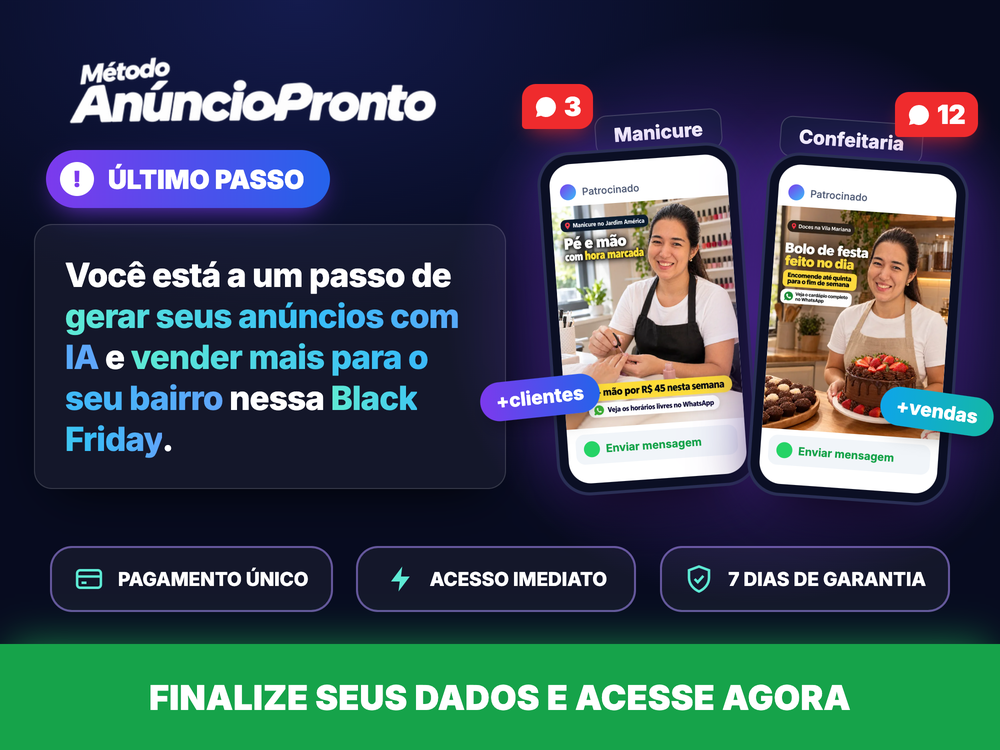 Método
AnúncioPronto
! ÚLTIMO PASSO
Você está a um passo de
gerar seus anúncios com
IA e vender mais para o
seu bairro nessa Black
Friday.
3
Manicure
Patrocinado
Manicure no Jardim América
Pé e mão
com hora marcada
mão por R$ 45 nesta semana
Veja os horários livres no WhatsApp
Enviar mensagem
+clientes
12
Confeitaria
Patrocinado
Doces na Vila Mariana
Bolo de festa
feito no dia
Encomende até quinta
para o fim de semana
Veja o cardápio completo
no WhatsApp
Enviar mensagem
+vendas
PAGAMENTO ÚNICO
ACESSO IMEDIATO
7 DIAS DE GARANTIA
FINALIZE SEUS DADOS E ACESSE AGORA